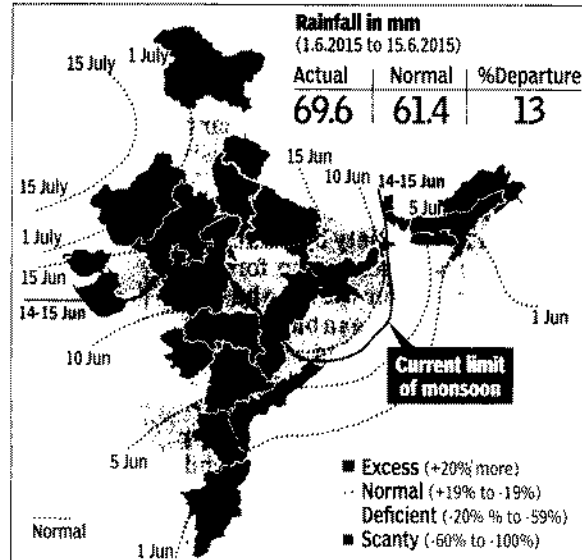 Rainfall in mm
(1.6.2015 to 15.6.2015)
Actual Normal %Departure
69.6 61.4 13
1 July
15 July
15 Jun
10 Jun
14-15 Jun
5 Jun
15 July
1 July
15 Jun
14-15 Jun
10 Jun
1 Jun
Current limit
of monsoon
5 Jun
Excess (+20% more)
Normal (+19% to -19%)
Deficient (-20% % to -59%)
Scanty (-60% to -100%)
Normal
1 Jun